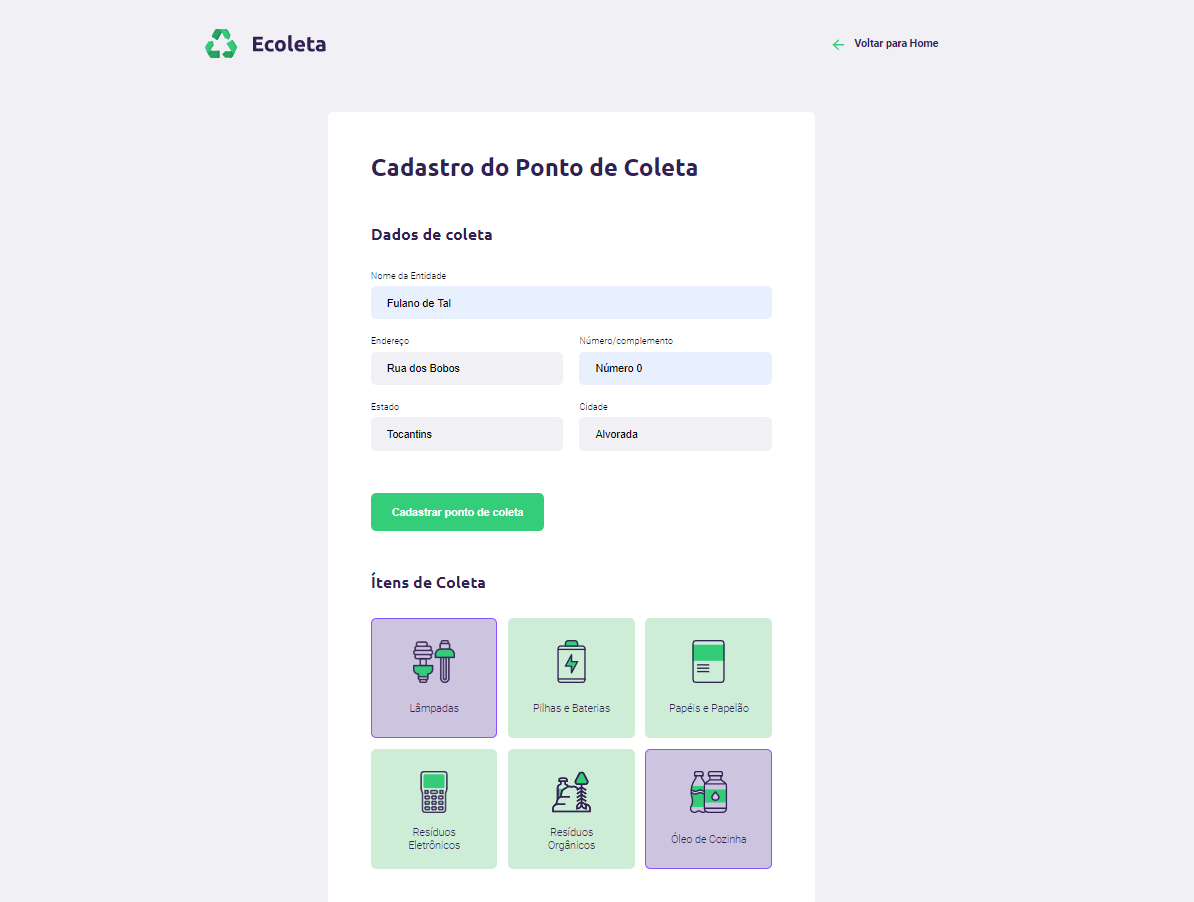 Ecoleta
Voltar para Home
Cadastro do Ponto de Coleta
Dados de coleta
Nome da Entidade
Fulano de Tal
Endereço
Número/complemento
Rua dos Bobos
Número 0
Estado
Cidade
Tocantins
Alvorada
Cadastrar ponto de coleta
Ítens de Coleta
Lâmpadas
Pilhas e Baterias
Papéis e Papelão
Resíduos
Eletrônicos
Resíduos
Orgânicos
Óleo de Cozinha